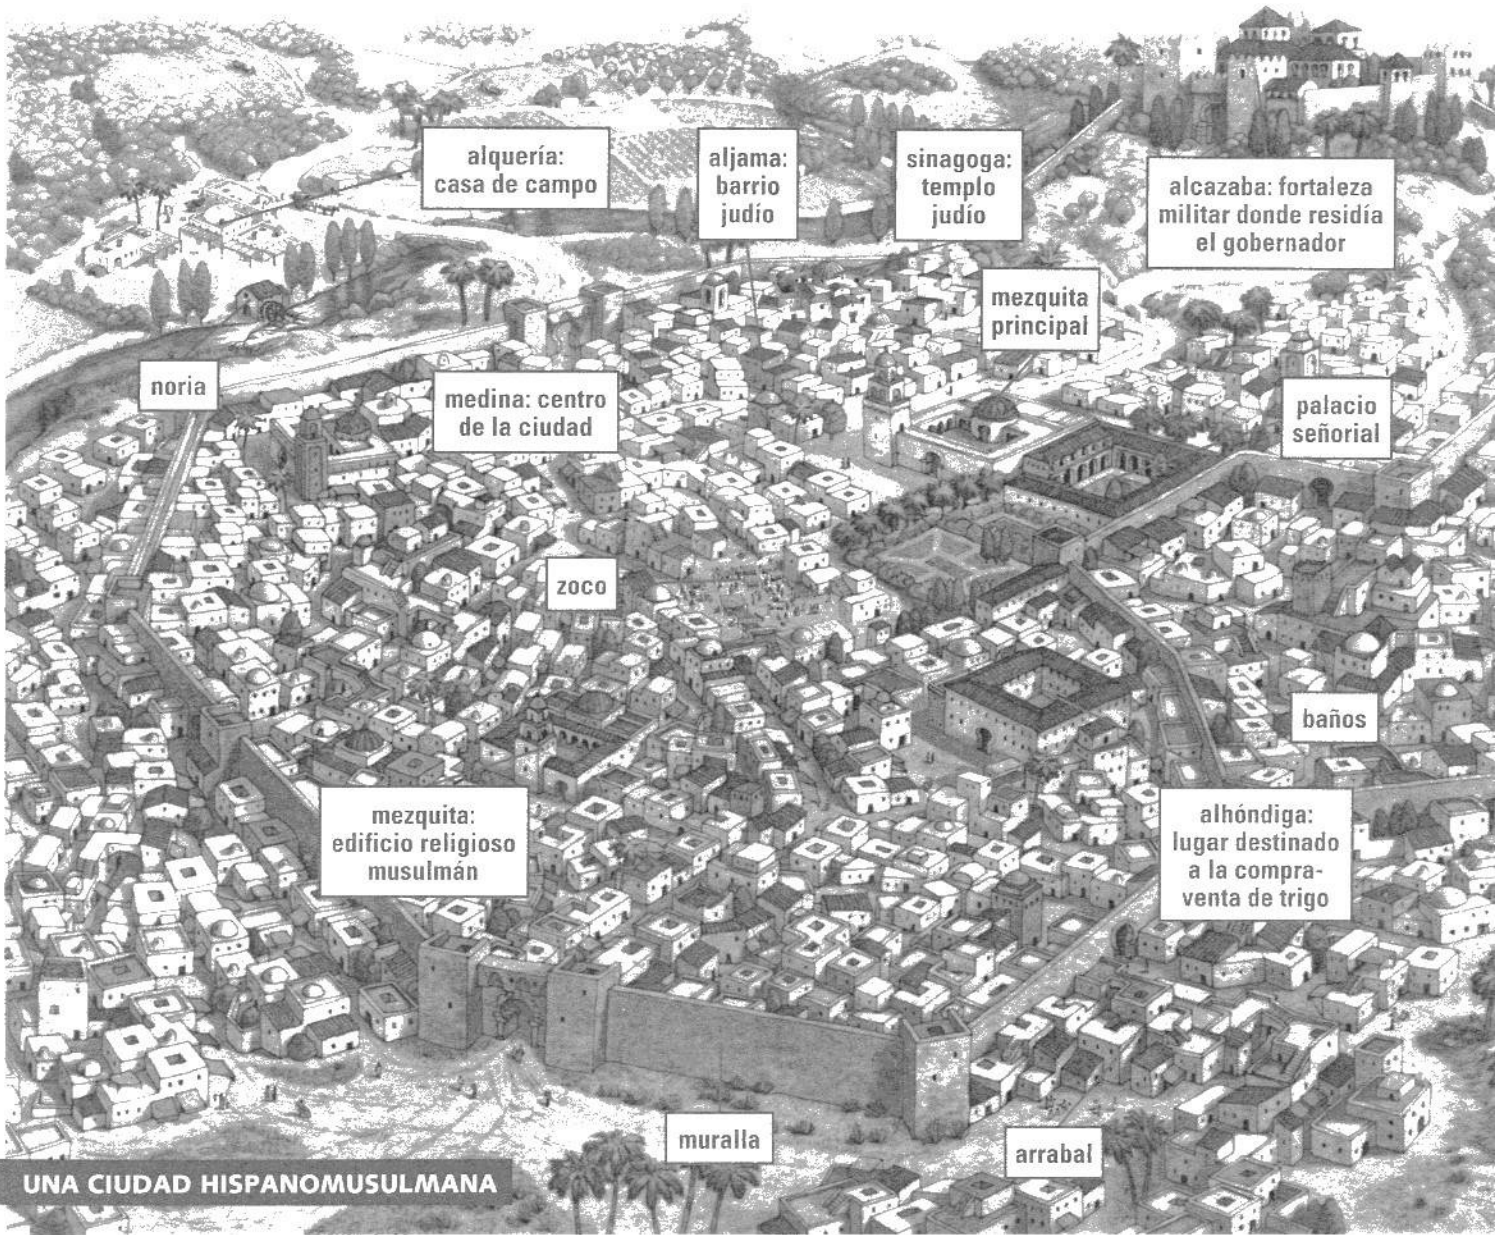 alquería:
casa de campo
aljama:
barrio
judío
sinagoga:
templo
judío
alcazaba: fortaleza
militar donde residía
el gobernador
mezquita
principal
noria
medina: centro
de la ciudad
palacio
señorial
zoco
baños
mezquita:
edificio religioso
musulmán
alhóndiga:
lugar destinado
a la compra-
venta de trigo
muralla
arrabal
UNA CIUDAD HISPANOMUSULMANA